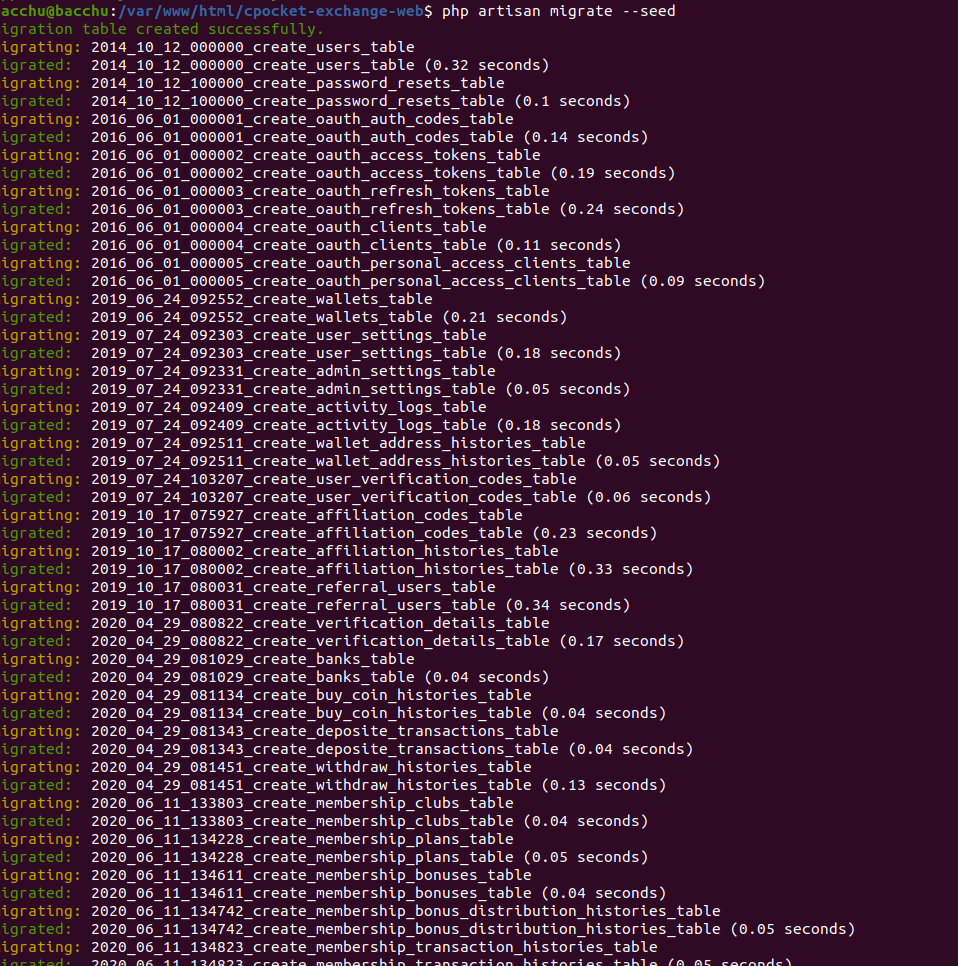 acchu@bacchu:/var/www/html/cpocket-exchange-web$ php artisan migrate --seed
igration table created successfully.
igrating: 2014_10_12_000000_create_users_table
igrated:  2014_10_12_000000_create_users_table (0.32 seconds)
igrating: 2014_10_12_100000_create_password_resets_table
igrated:  2014_10_12_100000_create_password_resets_table (0.1 seconds)
igrating: 2016_06_01_000001_create_oauth_auth_codes_table
igrated:  2016_06_01_000001_create_oauth_auth_codes_table (0.14 seconds)
igrating: 2016_06_01_000002_create_oauth_access_tokens_table
igrated:  2016_06_01_000002_create_oauth_access_tokens_table (0.19 seconds)
igrating: 2016_06_01_000003_create_oauth_refresh_tokens_table
igrated:  2016_06_01_000003_create_oauth_refresh_tokens_table (0.24 seconds)
igrating: 2016_06_01_000004_create_oauth_clients_table
igrated:  2016_06_01_000004_create_oauth_clients_table (0.11 seconds)
igrating: 2016_06_01_000005_create_oauth_personal_access_clients_table
igrated:  2016_06_01_000005_create_oauth_personal_access_clients_table (0.09 seconds)
igrating: 2019_06_24_092552_create_wallets_table
igrated:  2019_06_24_092552_create_wallets_table (0.21 seconds)
igrating: 2019_07_24_092303_create_user_settings_table
igrated:  2019_07_24_092303_create_user_settings_table (0.18 seconds)
igrating: 2019_07_24_092331_create_admin_settings_table
igrated:  2019_07_24_092331_create_admin_settings_table (0.05 seconds)
igrating: 2019_07_24_092409_create_activity_logs_table
igrated:  2019_07_24_092409_create_activity_logs_table (0.18 seconds)
igrating: 2019_07_24_092511_create_wallet_address_histories_table
igrated:  2019_07_24_092511_create_wallet_address_histories_table (0.05 seconds)
igrating: 2019_07_24_103207_create_user_verification_codes_table
igrated:  2019_07_24_103207_create_user_verification_codes_table (0.06 seconds)
igrating: 2019_10_17_075927_create_affiliation_codes_table
igrated:  2019_10_17_075927_create_affiliation_codes_table (0.23 seconds)
igrating: 2019_10_17_080002_create_affiliation_histories_table
igrated:  2019_10_17_080002_create_affiliation_histories_table (0.33 seconds)
igrating: 2019_10_17_080031_create_referral_users_table
igrated:  2019_10_17_080031_create_referral_users_table (0.34 seconds)
igrating: 2020_04_29_080822_create_verification_details_table
igrated:  2020_04_29_080822_create_verification_details_table (0.17 seconds)
igrating: 2020_04_29_081029_create_banks_table
igrated:  2020_04_29_081029_create_banks_table (0.04 seconds)
igrating: 2020_04_29_081134_create_buy_coin_histories_table
igrated:  2020_04_29_081134_create_buy_coin_histories_table (0.04 seconds)
igrating: 2020_04_29_081343_create_deposite_transactions_table
igrated:  2020_04_29_081343_create_deposite_transactions_table (0.04 seconds)
igrating: 2020_04_29_081451_create_withdraw_histories_table
igrated:  2020_04_29_081451_create_withdraw_histories_table (0.13 seconds)
igrating: 2020_06_11_133803_create_membership_clubs_table
igrated:  2020_06_11_133803_create_membership_clubs_table (0.04 seconds)
igrating: 2020_06_11_134228_create_membership_plans_table
igrated:  2020_06_11_134228_create_membership_plans_table (0.05 seconds)
igrating: 2020_06_11_134611_create_membership_bonuses_table
igrated:  2020_06_11_134611_create_membership_bonuses_table (0.04 seconds)
igrating: 2020_06_11_134742_create_membership_bonus_distribution_histories_table
igrated:  2020_06_11_134742_create_membership_bonus_distribution_histories_table (0.05 seconds)
igrating: 2020_06_11_134823_create_membership_transaction_histories_table
igrated:  2020_06_11_134823_create_membership_transaction_histories_table (0.05 seconds)